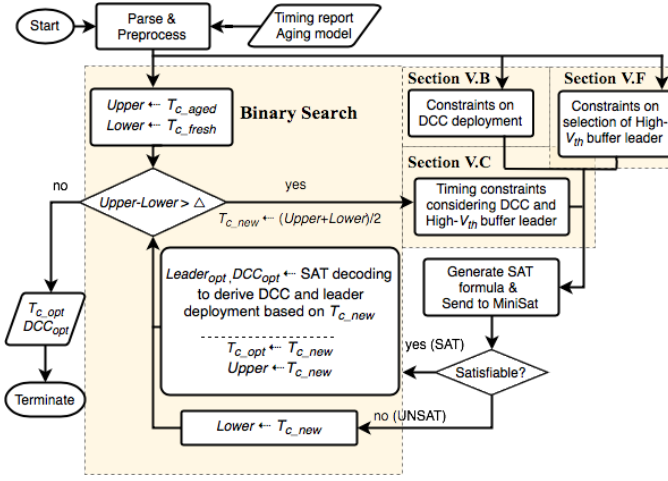 Start
Parse &
Preprocess
Timing report
Aging model
Section V.B
Section V.F
Upper ← T_c_aged
Lower ← T_c_fresh
Binary Search
Constraints on
DCC deployment
Constraints on
selection of High-
V_th buffer leader
Section V.C
no
Upper-Lower > △
yes
T_c_new ← (Upper+Lower)/2
Timing constraints
considering DCC and
High-V_th buffer leader
Leader_opt, DCC_opt ← SAT decoding
to derive DCC and leader
deployment based on T_c_new
T_c_opt ← T_c_new
Upper ← T_c_new
Generate SAT
formula &
Send to MiniSat
T_c_opt
DCC_opt
yes (SAT)
Satisfiable?
Terminate
no (UNSAT)
Lower ← T_c_new